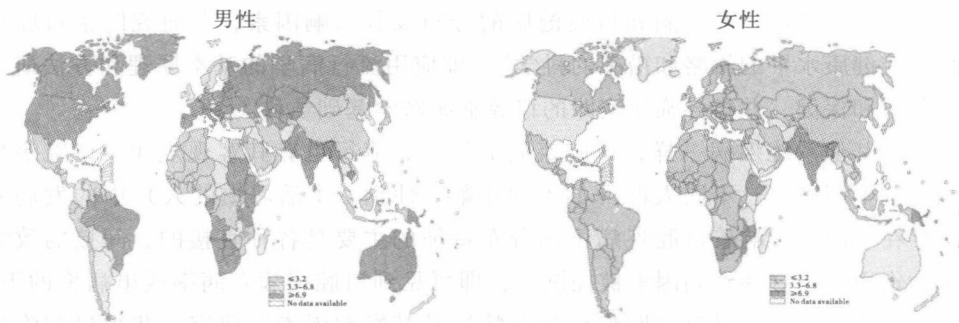 男性
女性
≤3.2
3.3-6.8
≥6.9
No data available
≤3.2
3.3-6.8
≥6.9
No data available